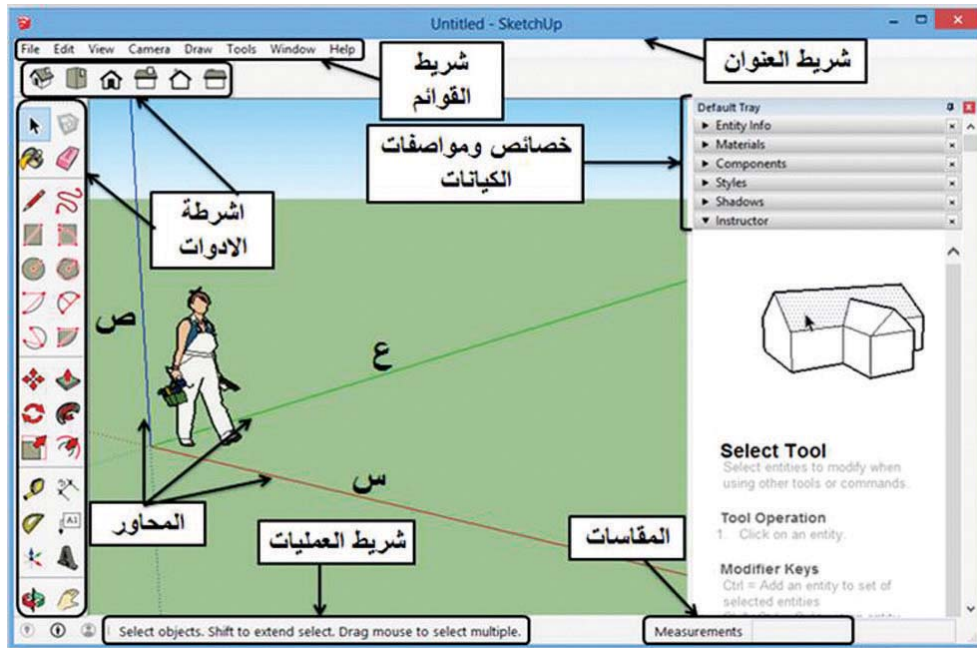 Untitled - SketchUp
File Edit View Camera Draw Tools Window Help
شريط العنوان
شريط
القوائم
خصائص ومواصفات
الكيانات
اشرطة
الادوات
Default Tray
Entity Info
Materials
Components
Styles
Shadows
Instructor
ص
ع
س
المحاور
شريط العمليات
المقاسات
A1
Select Tool
Select entities to modify when
using other tools or commands.
Tool Operation
1. Click on an entity.
Modifier Keys
Ctrl = Add an entity to set of
selected entities
Select objects. Shift to extend select. Drag mouse to select multiple.
Measurements